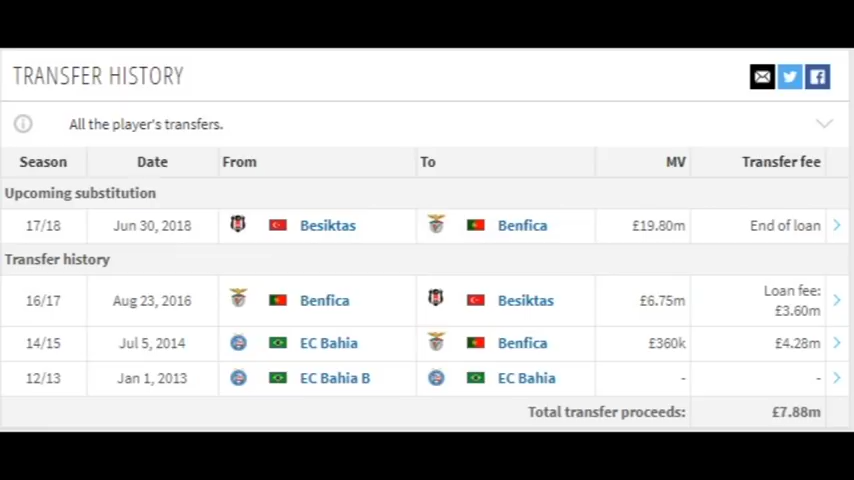 TRANSFER HISTORY
All the player's transfers.
Season Date From To MV Transfer fee
Upcoming substitution
17/18 Jun 30, 2018 Besiktas Benfica £19.80m End of loan
Transfer history
16/17 Aug 23, 2016 Benfica Besiktas £6.75m Loan fee: £3.60m
14/15 Jul 5, 2014 EC Bahia Benfica £360k £4.28m
12/13 Jan 1, 2013 EC Bahia B EC Bahia - -
Total transfer proceeds: £7.88m